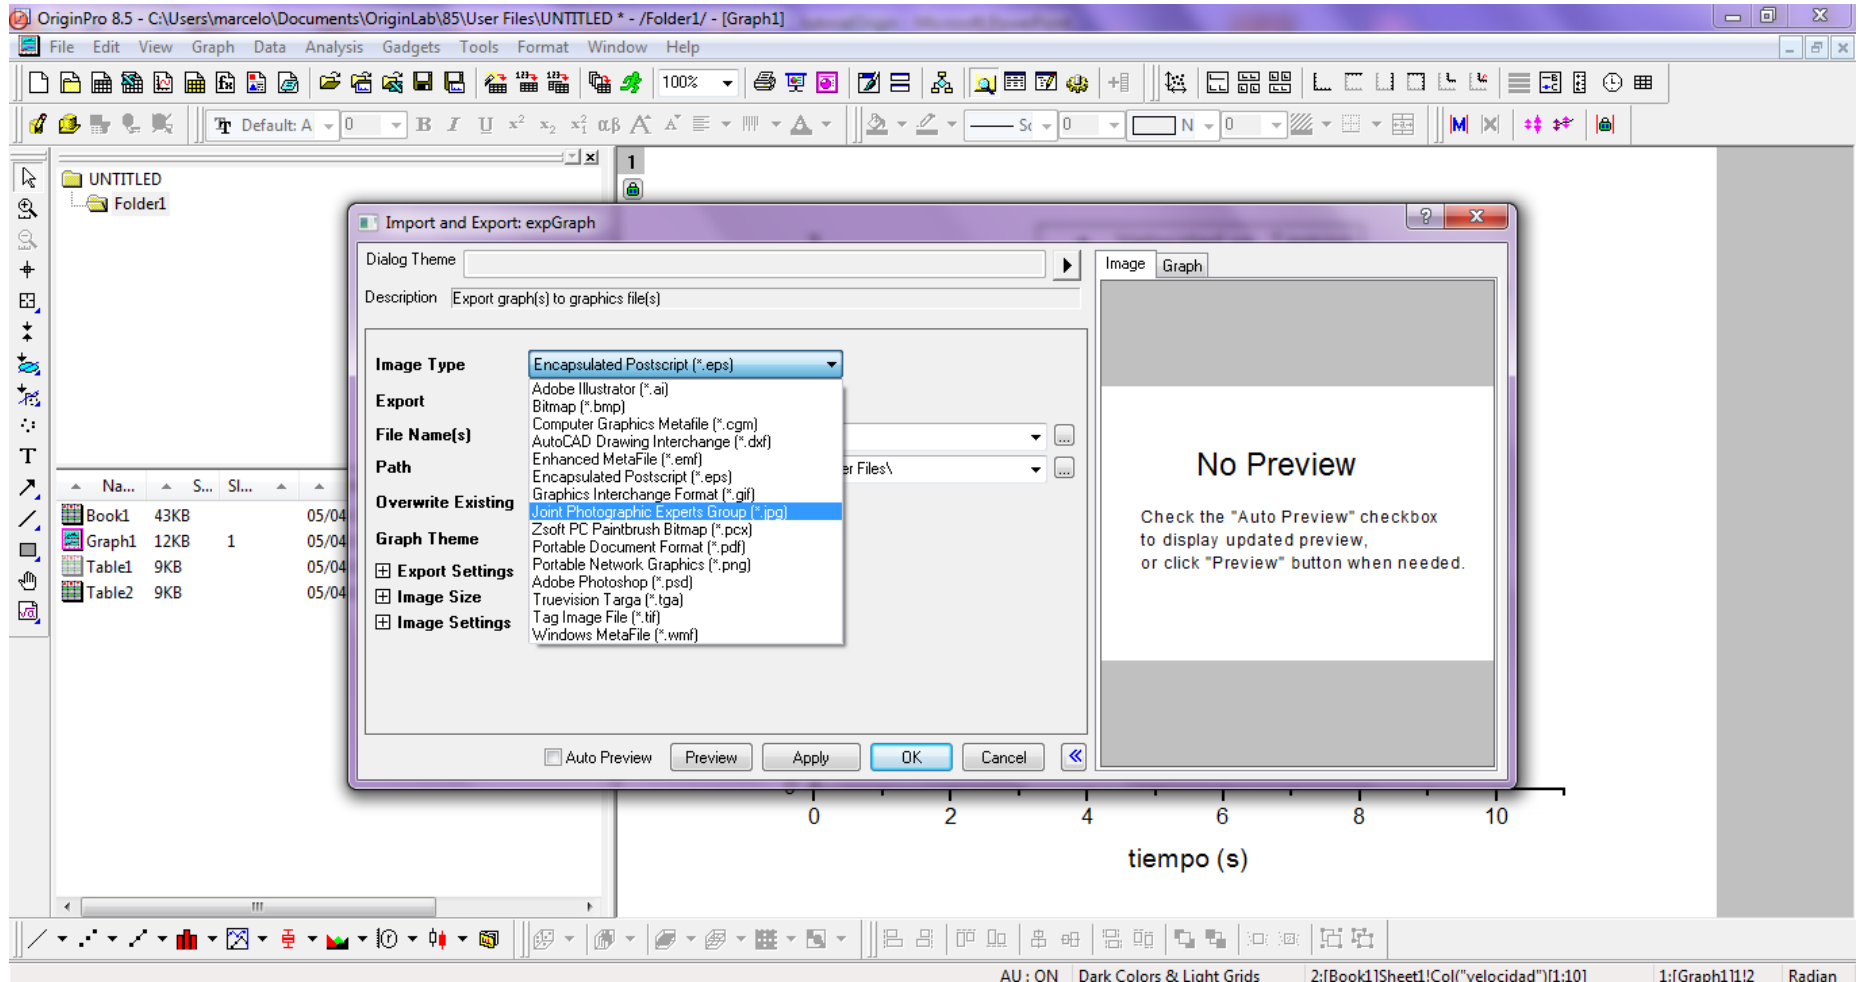 OriginPro 8.5 - C:\Users\marcelo\Documents\OriginLab\85\User Files\UNTITLED * - /Folder1/ - [Graph1]
File Edit View Graph Data Analysis Gadgets Tools Format Window Help
100%
Default: A 0 B I U αβ A N 0
UNTITLED
Folder1
1
Na... S... Sl...
Book1 43KB 05/04
Graph1 12KB 1 05/04
Table1 9KB 05/04
Table2 9KB 05/04
Import and Export: expGraph
Dialog Theme
Description Export graph(s) to graphics file(s)
Image Type Encapsulated Postscript (*.eps)
Export
File Name(s)
Path er Files\
Overwrite Existing
Graph Theme
Export Settings
Image Size
Image Settings
Adobe Illustrator (*.ai)
Bitmap (*.bmp)
Computer Graphics Metafile (*.cgm)
AutoCAD Drawing Interchange (*.dxf)
Enhanced MetaFile (*.emf)
Encapsulated Postscript (*.eps)
Graphics Interchange Format (*.gif)
Joint Photographic Experts Group (*.jpg)
Zsoft PC Paintbrush Bitmap (*.pcx)
Portable Document Format (*.pdf)
Portable Network Graphics (*.png)
Adobe Photoshop (*.psd)
Truevision Targa (*.tga)
Tag Image File (*.tif)
Windows MetaFile (*.wmf)
Auto Preview Preview Apply OK Cancel
Image Graph
No Preview
Check the "Auto Preview" checkbox
to display updated preview,
or click "Preview" button when needed.
0 2 4 6 8 10
tiempo (s)
AU : ON Dark Colors & Light Grids 2:[Book1]Sheet1!Col("velocidad")[1:10] 1:[Graph1]1!2 Radian